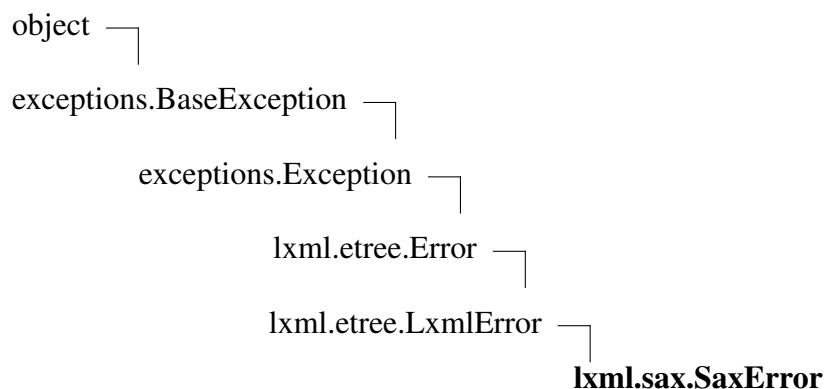 object
exceptions.BaseException
exceptions.Exception
lxml.etree.Error
lxml.etree.LxmlError
lxml.sax.SaxError